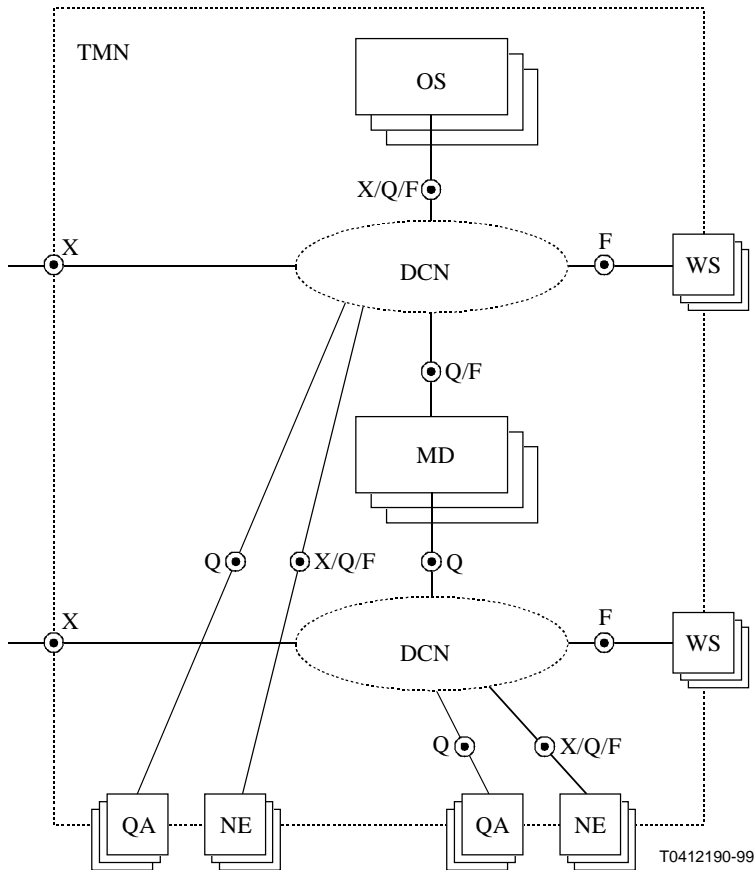 TMN
OS
X/Q/F
X
F
DCN
WS
Q/F
MD
Q
X/Q/F
Q
X
F
DCN
WS
Q
X/Q/F
QA
NE
QA
NE
T0412190-99